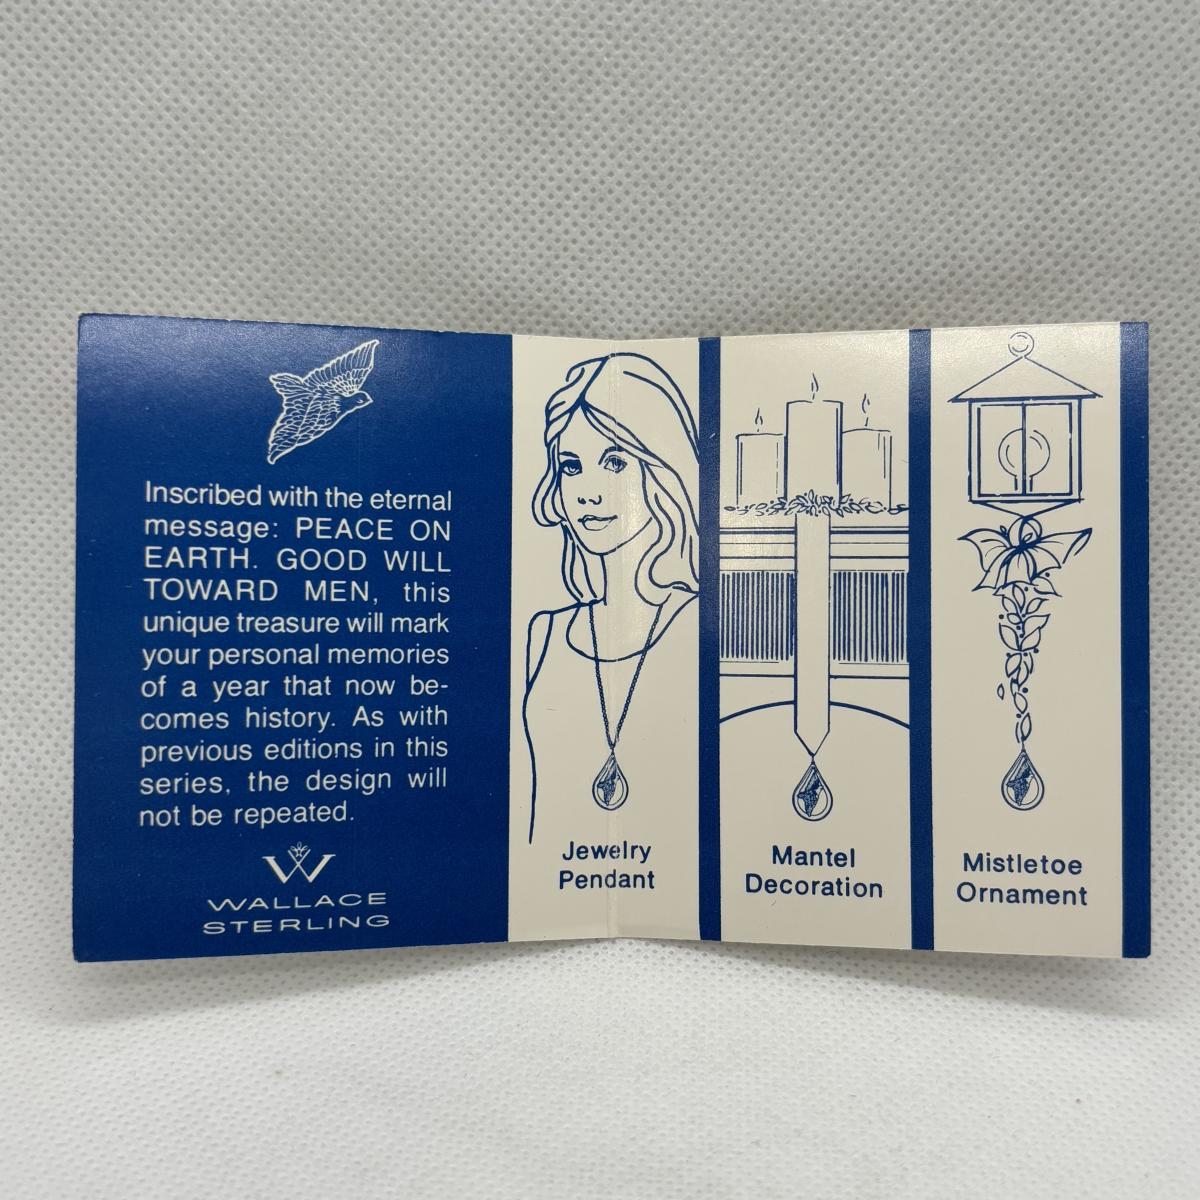 Inscribed with the eternal
message: PEACE ON
EARTH. GOOD WILL
TOWARD MEN, this
unique treasure will mark
your personal memories
of a year that now be-
comes history. As with
previous editions in this
series, the design will
not be repeated.
W
WALLACE
STERLING
Jewelry
Pendant
Mantel
Decoration
Mistletoe
Ornament